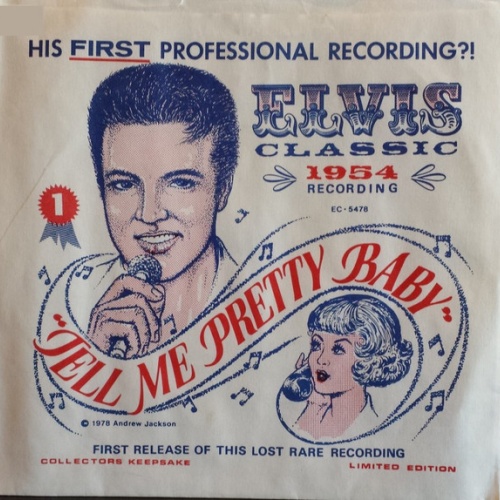 HIS FIRST PROFESSIONAL RECORDING?!
ELVIS
CLASSIC
1954
RECORDING
EC-5478
1
"TELL ME PRETTY BABY"
© 1978 Andrew Jackson
FIRST RELEASE OF THIS LOST RARE RECORDING
COLLECTORS KEEPSAKE
LIMITED EDITION